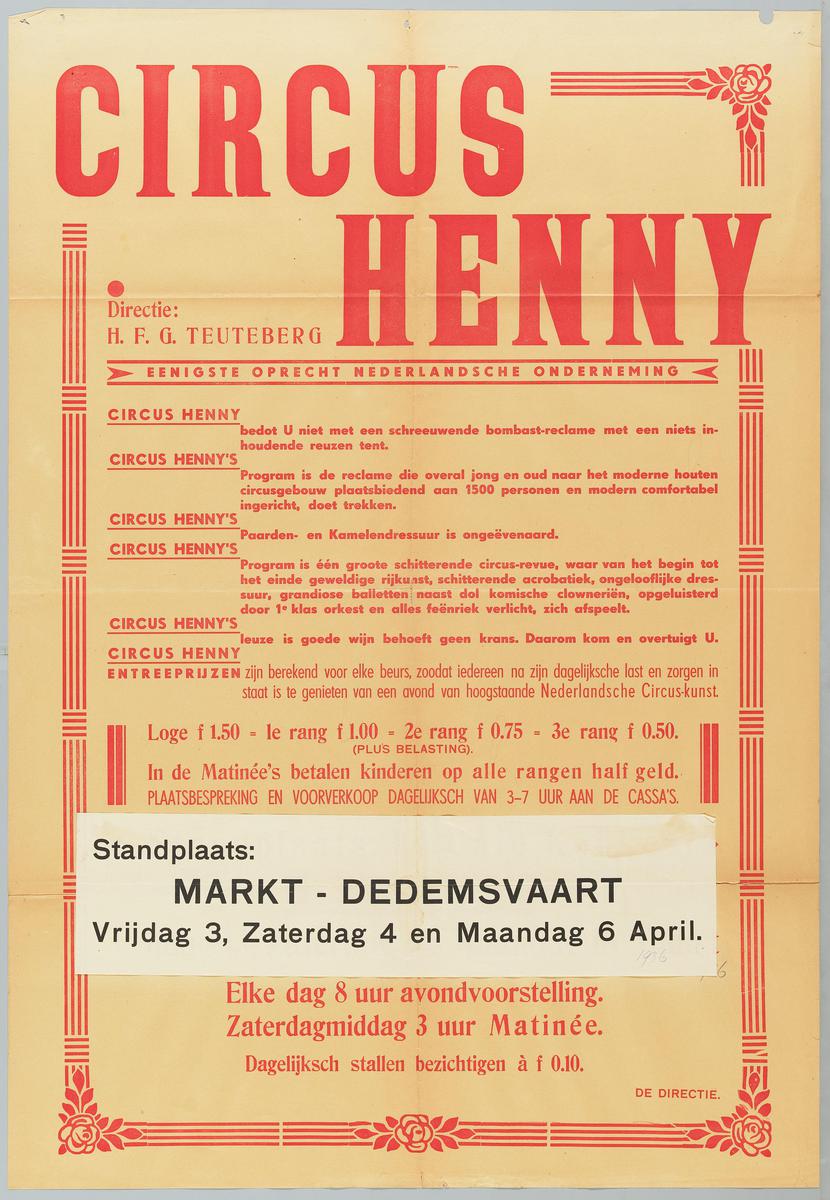 CIRCUS
HENNY
Directie:
H. F. G. TEUTEBERG
EENIGSTE OPRECHT NEDERLANDSCHE ONDERNEMING
CIRCUS HENNY
bedot U niet met een schreeuwende bombast-reclame met een niets in-
houdende reuzen tent.
CIRCUS HENNY'S
Program is de reclame die overal jong en oud naar het moderne houten
circusgebouw plaatsbiedend aan 1500 personen en modern comfortabel
ingericht, doet trekken.
CIRCUS HENNY'S
Paarden- en Kamelendressuur is ongeëvenaard.
CIRCUS HENNY'S
Program is één groote schitterende circus-revue, waar van het begin tot
het einde geweldige rijkunst, schitterende acrobatiek, ongelooflijke dres-
suur, grandiose balletten naast dol komische clowneriën, opgeluisterd
door 1e klas orkest en alles feënriek verlicht, zich afspeelt.
CIRCUS HENNY'S
leuze is goede wijn behoeft geen krans. Daarom kom en overtuigt U.
CIRCUS HENNY
ENTREEPRIJZEN zijn berekend voor elke beurs, zoodat iedereen na zijn dagelijksche last en zorgen in
staat is te genieten van een avond van hoogstaande Nederlandsche Circus-kunst.
Loge f 1.50 = 1e rang f 1.00 = 2e rang f 0.75 = 3e rang f 0.50.
(PLUS BELASTING).
In de Matinée's betalen kinderen op alle rangen half geld.
PLAATSBESPREKING EN VOORVERKOOP DAGELIJKSCH VAN 3-7 UUR AAN DE CASSA'S.
Standplaats:
MARKT - DEDEMSVAART
Vrijdag 3, Zaterdag 4 en Maandag 6 April.
1936
Elke dag 8 uur avondvoorstelling.
Zaterdagmiddag 3 uur Matinée.
Dagelijksch stallen bezichtigen à f 0.10.
DE DIRECTIE.